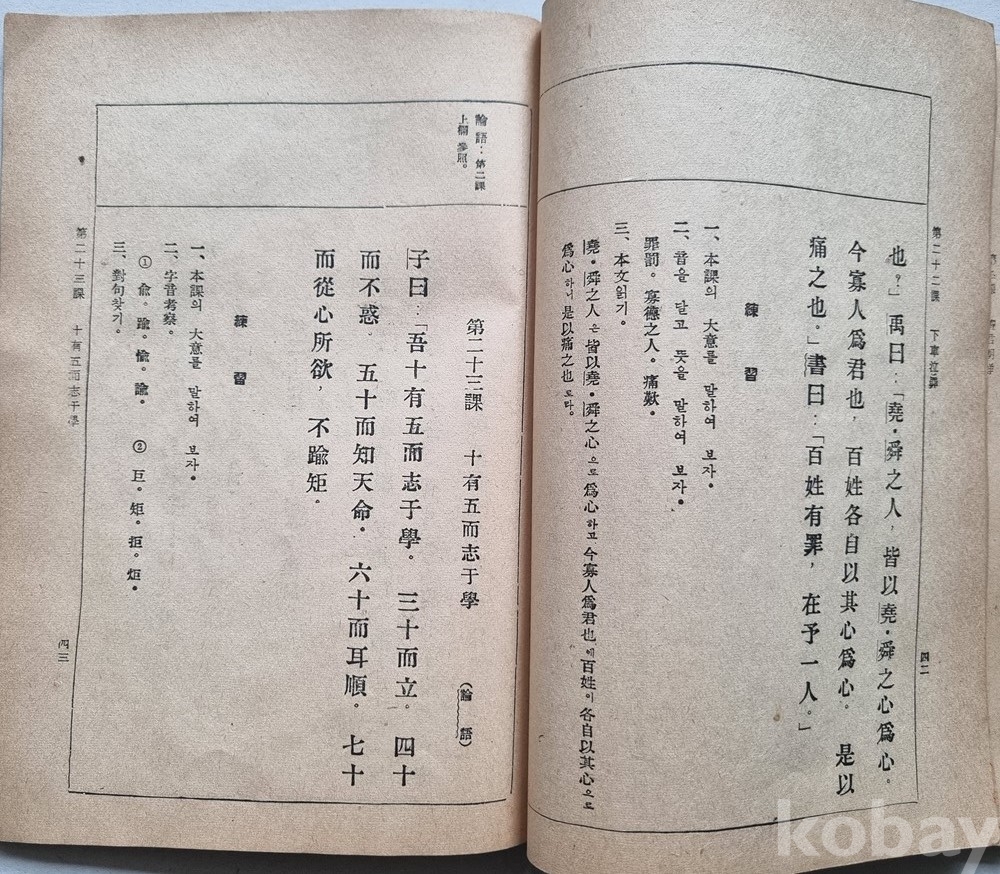 第二十二課　下車泣罪
也?」禹曰:「堯·舜之人, 皆以堯·舜之心爲心。
今寡人爲君也, 百姓各自以其心爲心。 是以
痛之也。」書曰:「百姓有罪, 在予一人。」
練習
一、本課의 大意를 말하여 보자.
二、音을 달고 뜻을 말하여 보자.
罪罰。寡德之人。痛歎.
三、本文읽기。
堯·舜之人은 皆以堯·舜之心으로 爲心하고 今寡人爲君也에 百姓이 各自以其心으로
爲心하니 是以痛之也로다。
四二
論語: 第二課
上欄 參照。
第二十三課　十有五而志于學　(論語)
子曰:「吾十有五而志于學。 三十而立。 四十
而不惑. 五十而知天命. 六十而耳順. 七十
而從心所欲, 不踰矩.
練習
一、本課의 大意를 말하여 보자.
二、字音考察。
① 兪。踰。愉。諭. ② 巨。矩。拒。炬.
三、對句찾기。
第二十三課　十有五而志于學
四三
kobay